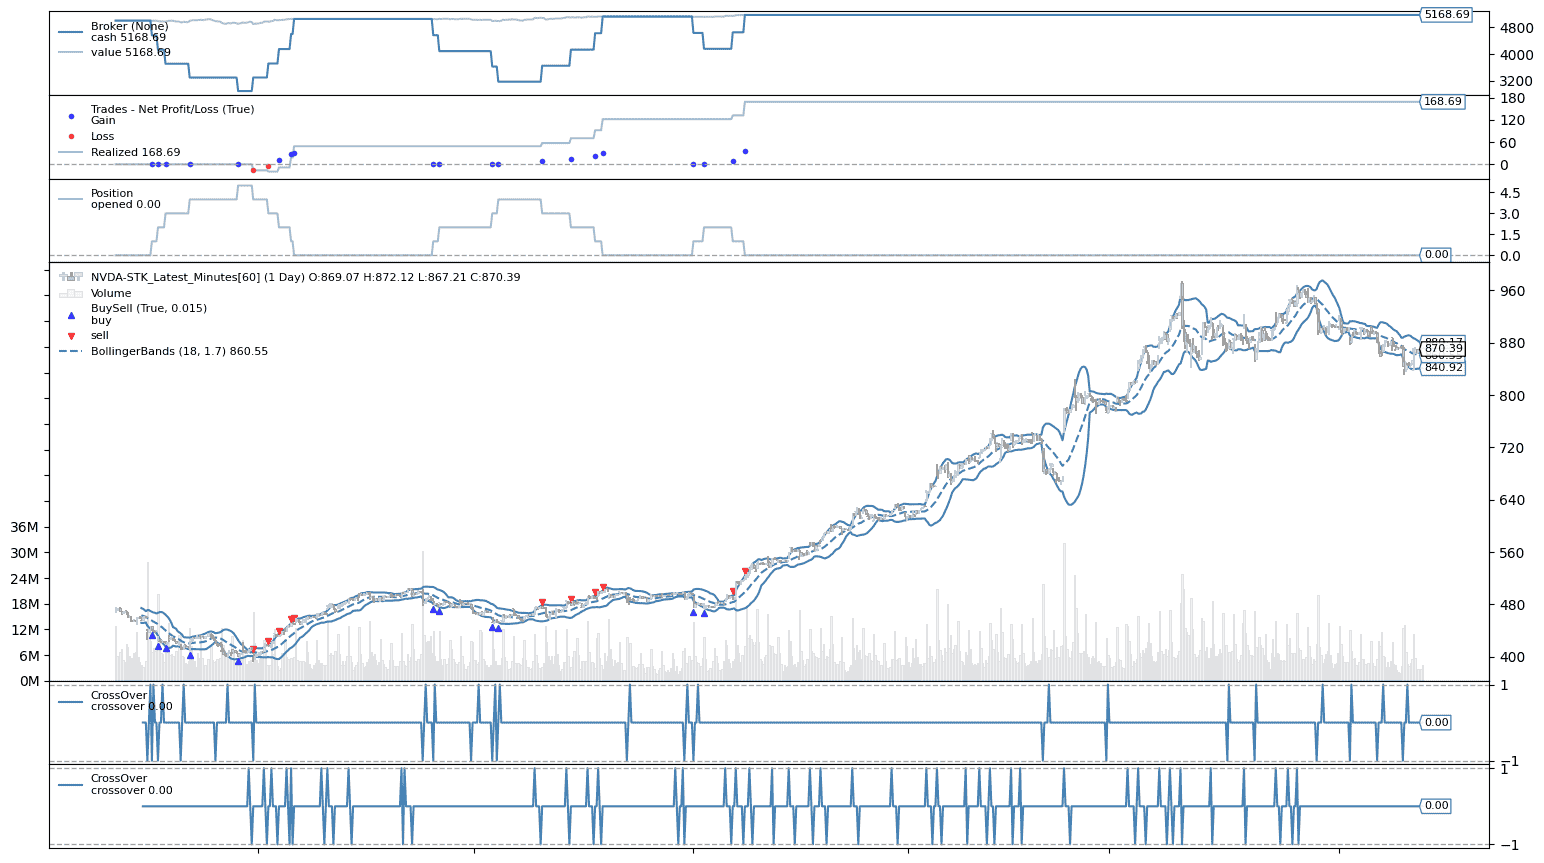 Broker (None)
cash 5168.69
value 5168.69
5168.69
4800
4000
3200
Trades - Net Profit/Loss (True)
Gain
Loss
Realized 168.69
168.69
180
120
60
0
Position
opened 0.00
0.00
4.5
3.0
1.5
0.0
NVDA-STK_Latest_Minutes[60] (1 Day) O:869.07 H:872.12 L:867.21 C:870.39
Volume
BuySell (True, 0.015)
buy
sell
BollingerBands (18, 1.7) 860.55
870.39
840.92
960
880
800
720
640
560
480
400
36M
30M
24M
18M
12M
6M
0M
CrossOver
crossover 0.00
0.00
1
−1
CrossOver
crossover 0.00
0.00
1
−1